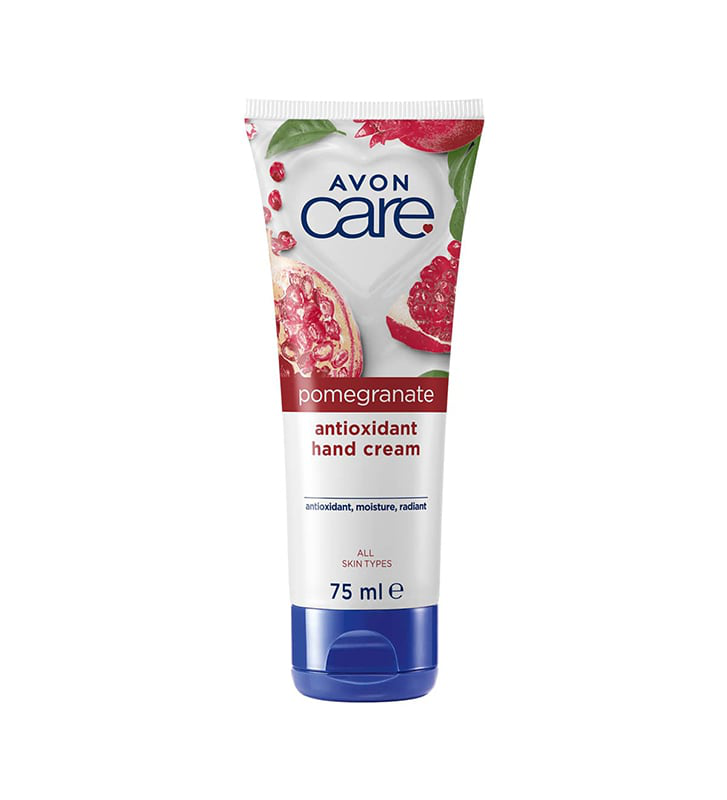 AVON
care
pomegranate
antioxidant
hand cream
antioxidant, moisture, radiant
ALL
SKIN TYPES
75 ml ℮